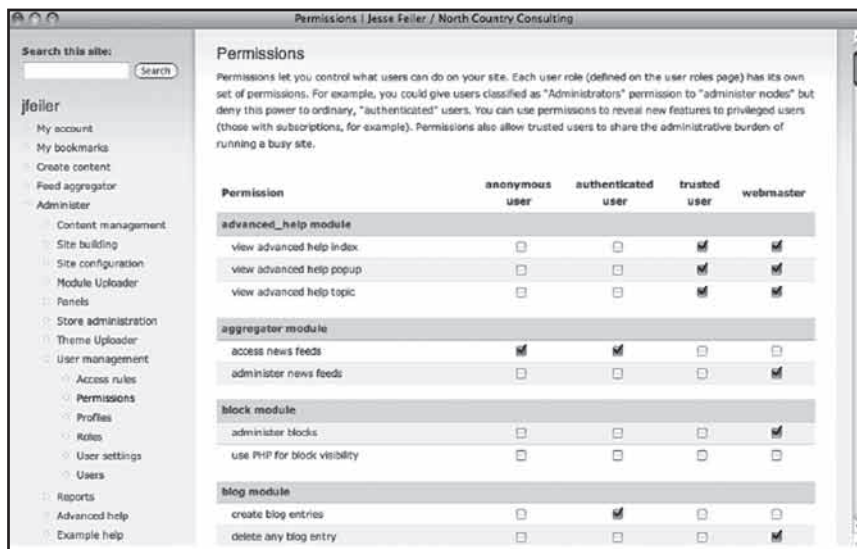 Permissions | Jesse Feiler / North Country Consulting
Search this site:
Search
jfeiler
My account
My bookmarks
Create content
Feed aggregator
Administer
Content management
Site building
Site configuration
Module Uploader
Panels
Store administration
Theme Uploader
User management
Access rules
Permissions
Profiles
Roles
User settings
Users
Reports
Advanced help
Example help
Permissions
Permissions let you control what users can do on your site. Each user role (defined on the user roles page) has its own
set of permissions. For example, you could give users classified as "Administrators" permission to "administer nodes" but
deny this power to ordinary, "authenticated" users. You can use permissions to reveal new features to privileged users
(those with subscriptions, for example). Permissions also allow trusted users to share the administrative burden of
running a busy site.
Permission anonymous user authenticated user trusted user webmaster
advanced_help module
view advanced help index
view advanced help popup
view advanced help topic
aggregator module
access news feeds
administer news feeds
block module
administer blocks
use PHP for block visibility
blog module
create blog entries
delete any blog entry